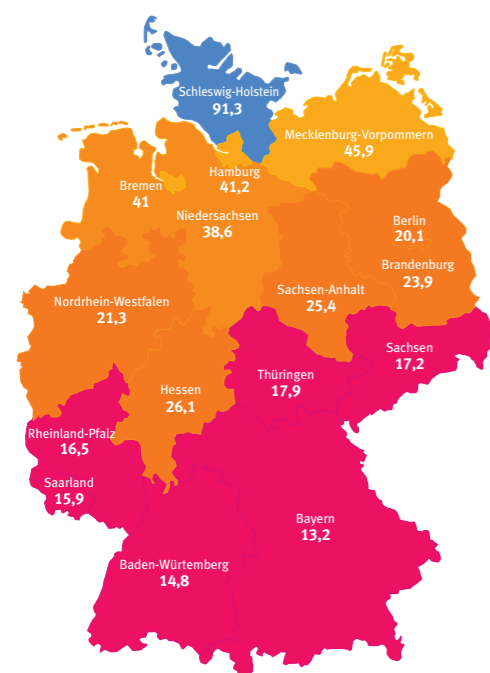 Schleswig-Holstein
91,3
Mecklenburg-Vorpommern
45,9
Hamburg
41,2
Bremen
41
Niedersachsen
38,6
Berlin
20,1
Brandenburg
23,9
Sachsen-Anhalt
25,4
Nordrhein-Westfalen
21,3
Sachsen
17,2
Thüringen
17,9
Hessen
26,1
Rheinland-Pfalz
16,5
Saarland
15,9
Bayern
13,2
Baden-Würtemberg
14,8